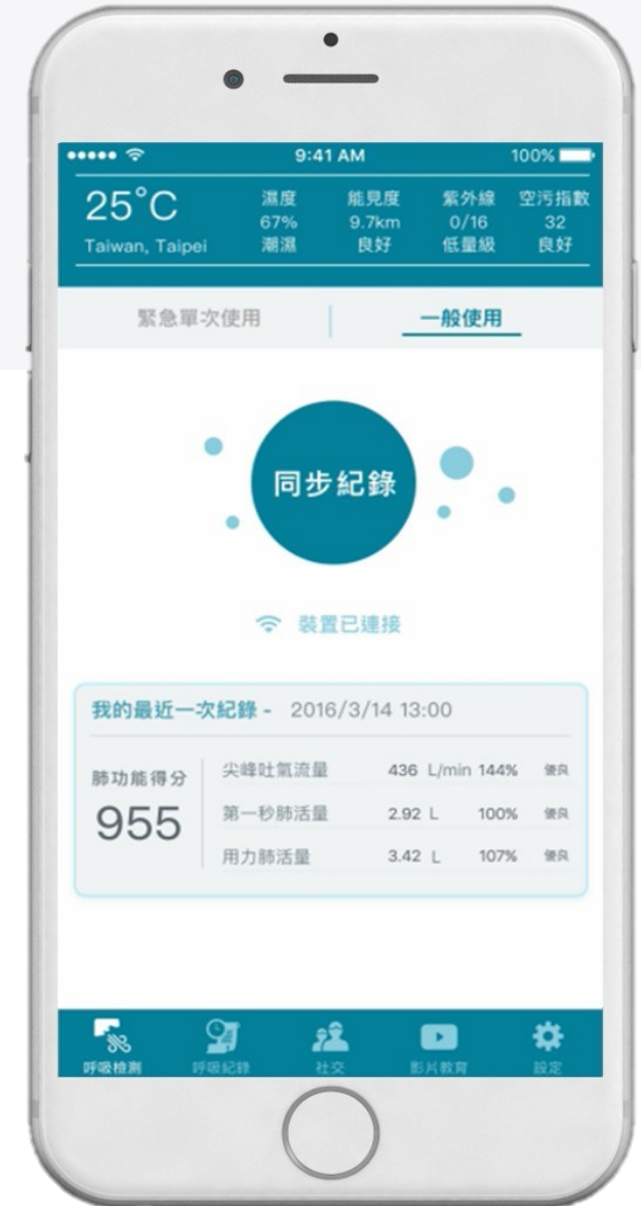 9:41 AM 100%
25°C
Taiwan, Taipei
濕度 能見度 紫外線 空污指數
67% 9.7km 0/16 32
潮濕 良好 低量級 良好
緊急單次使用 一般使用
同步紀錄
裝置已連接
我的最近一次紀錄 - 2016/3/14 13:00
肺功能得分
955
尖峰吐氣流量 436 L/min 144% 優良
第一秒肺活量 2.92 L 100% 優良
用力肺活量 3.42 L 107% 優良
呼吸檢測 呼吸紀錄 社交 影片教育 設定